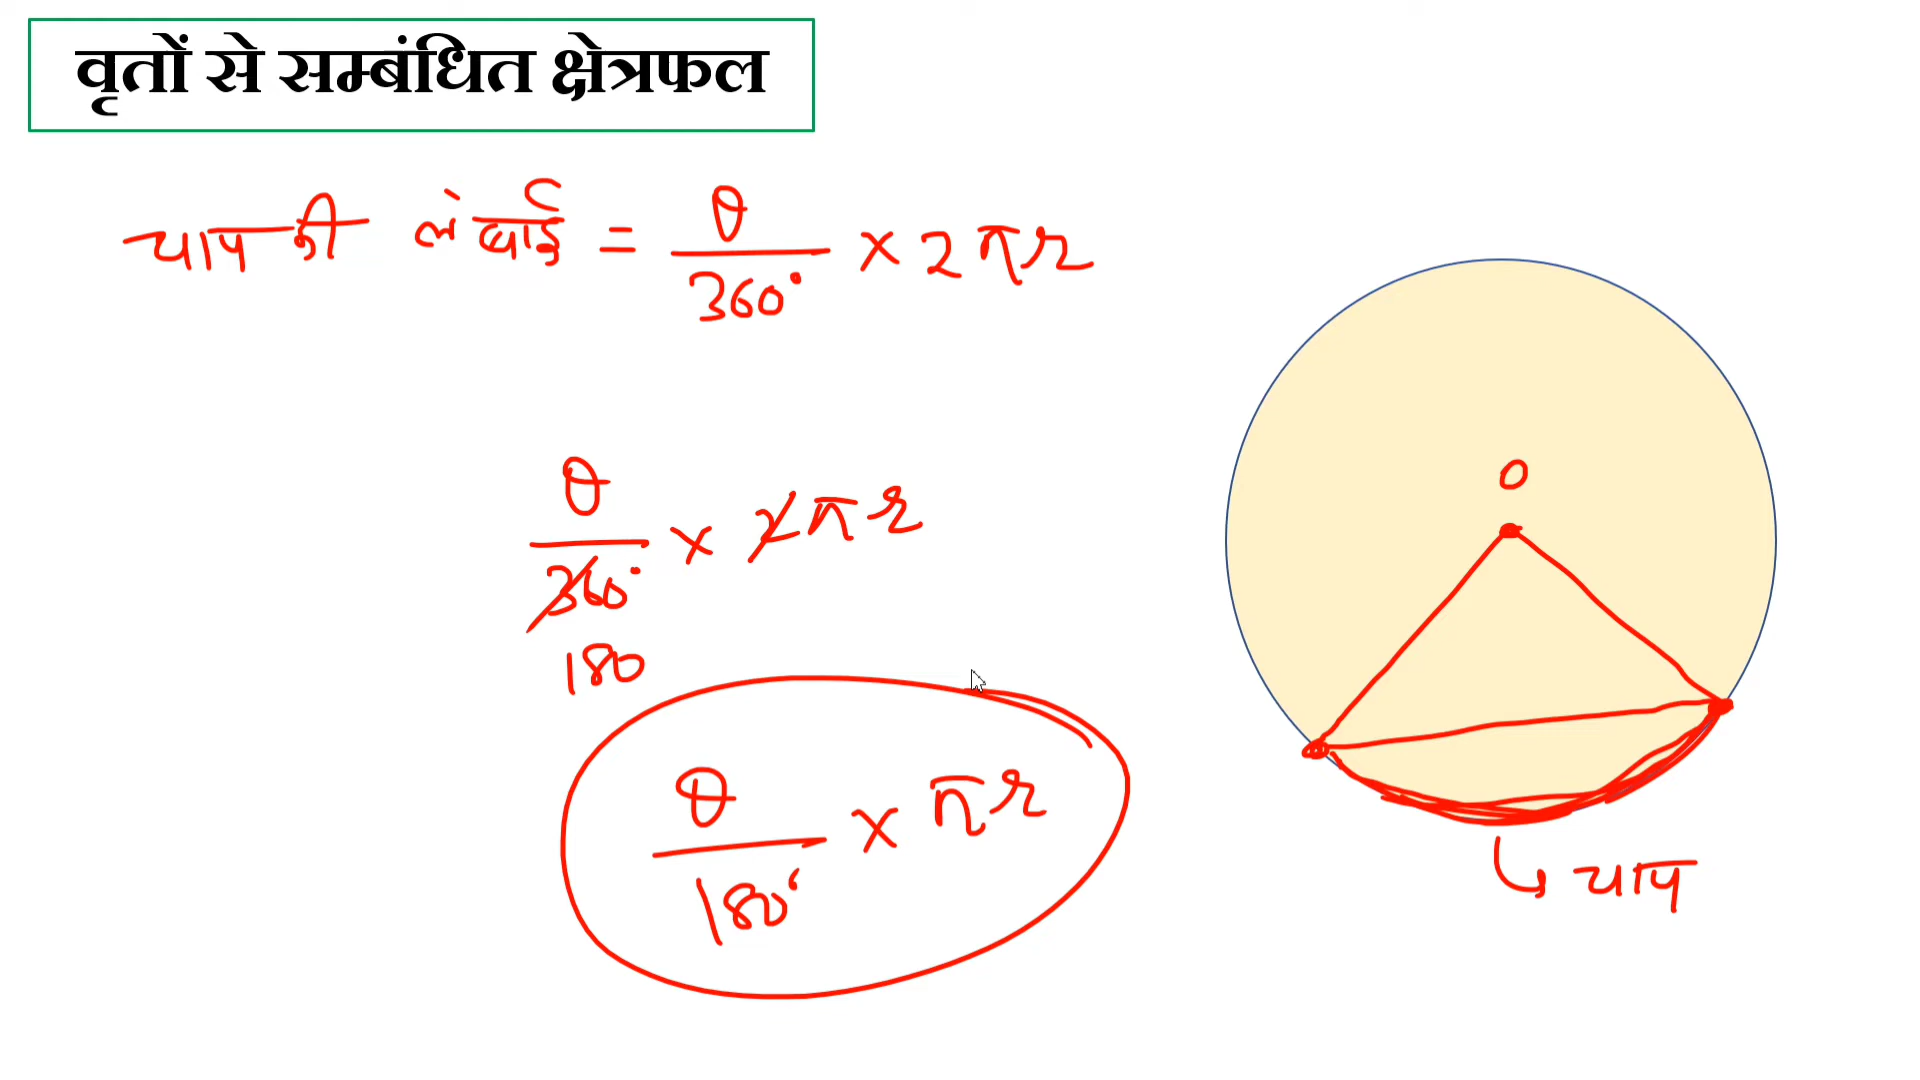 वृतों से सम्बंधित क्षेत्रफल
चाप की लंबाई = θ/360° × 2πr
θ/360° × 2πr
180
θ/180° × πr
O
चाप